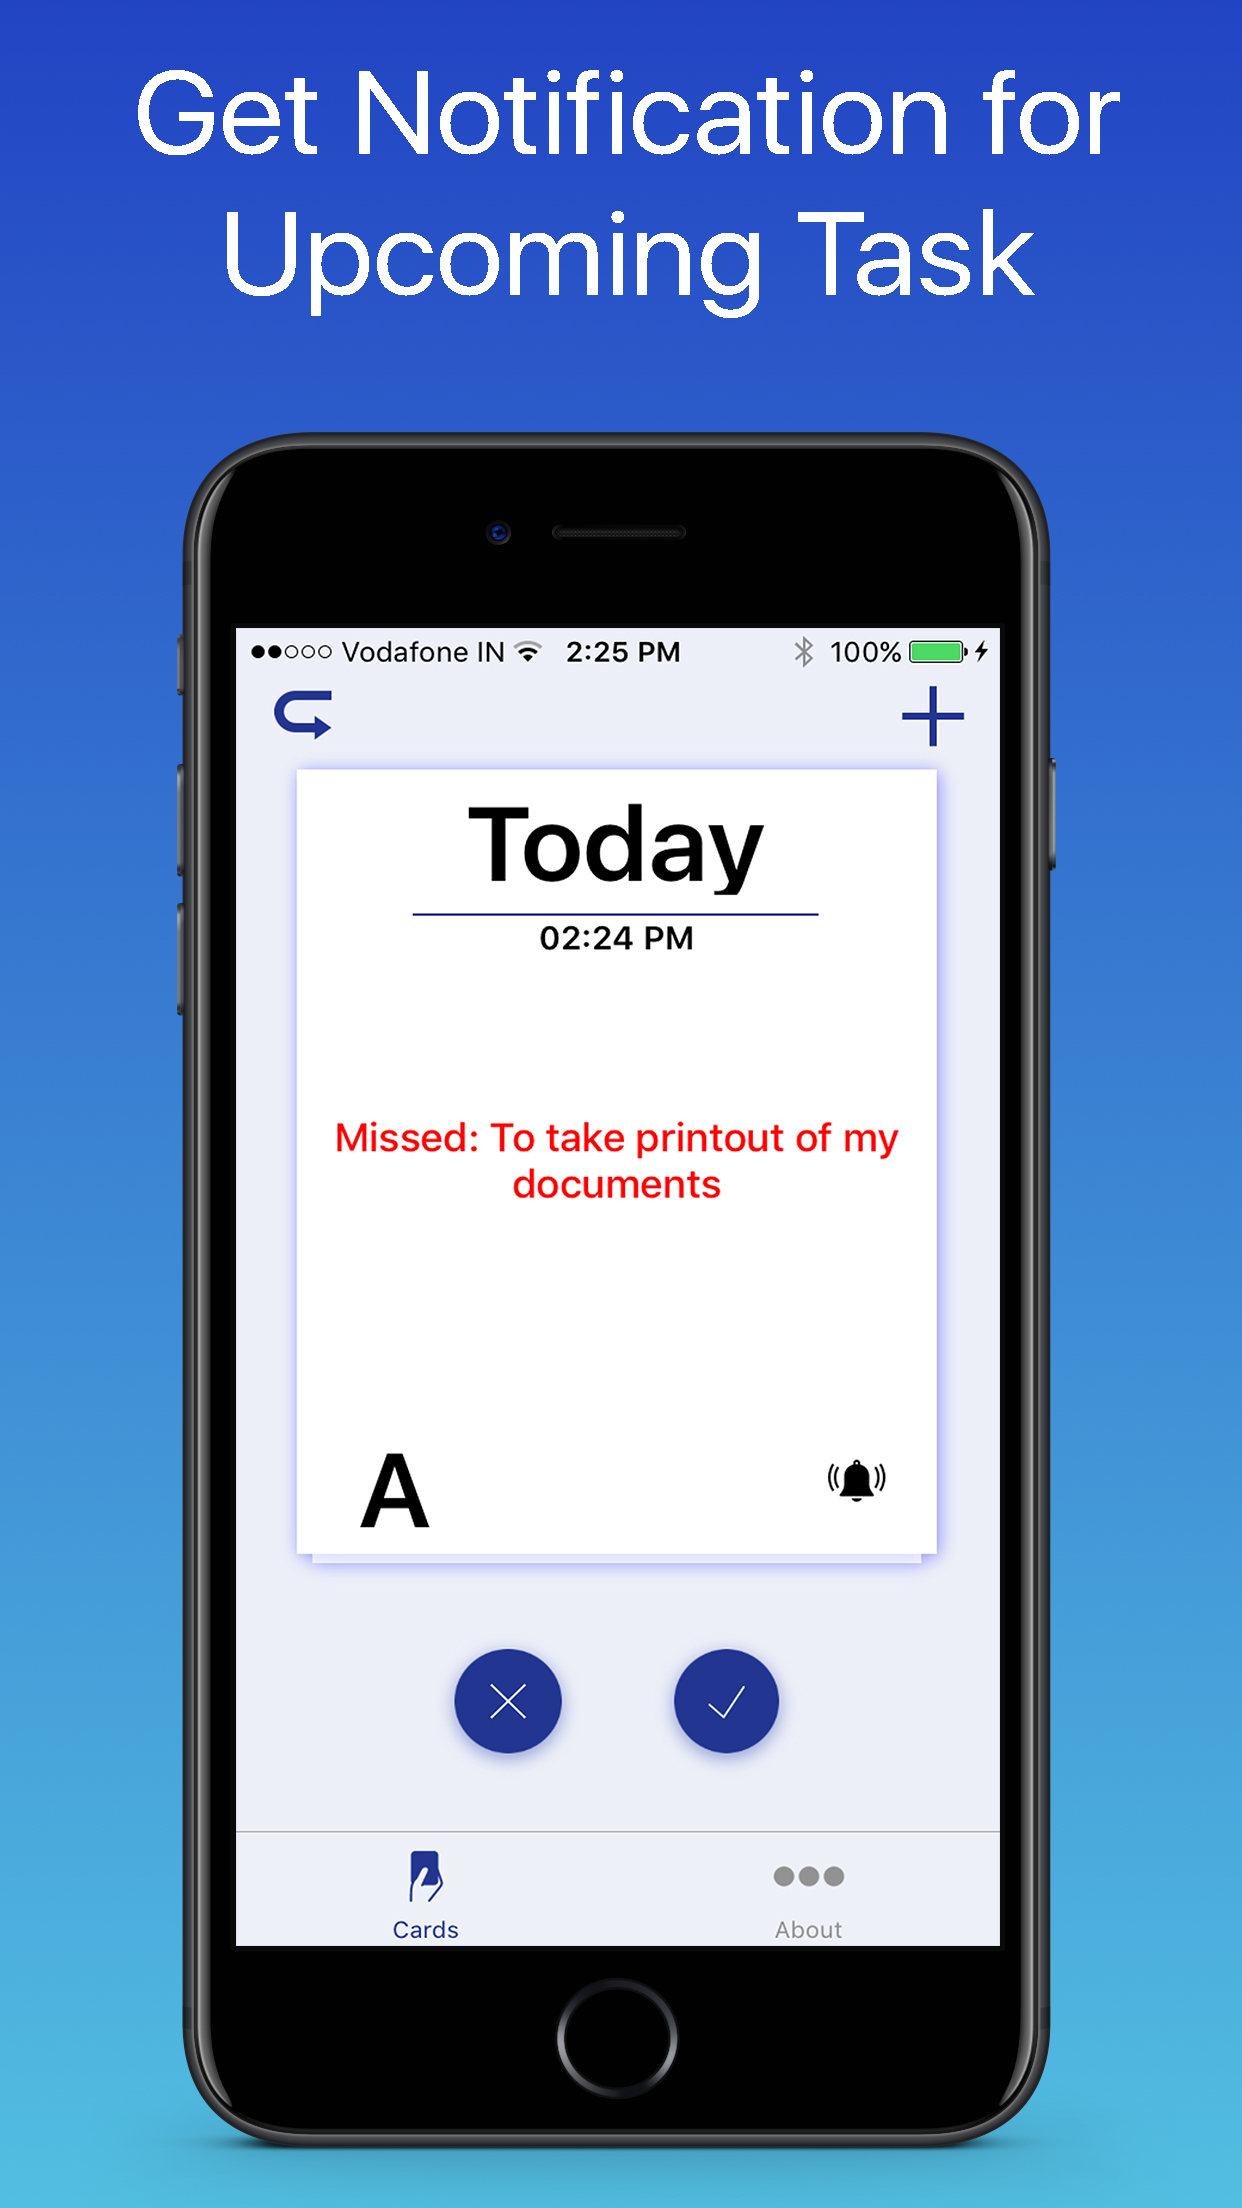 Get Notification for
Upcoming Task
Vodafone IN 2:25 PM 100%
Today
02:24 PM
Missed: To take printout of my
documents
A
Cards About